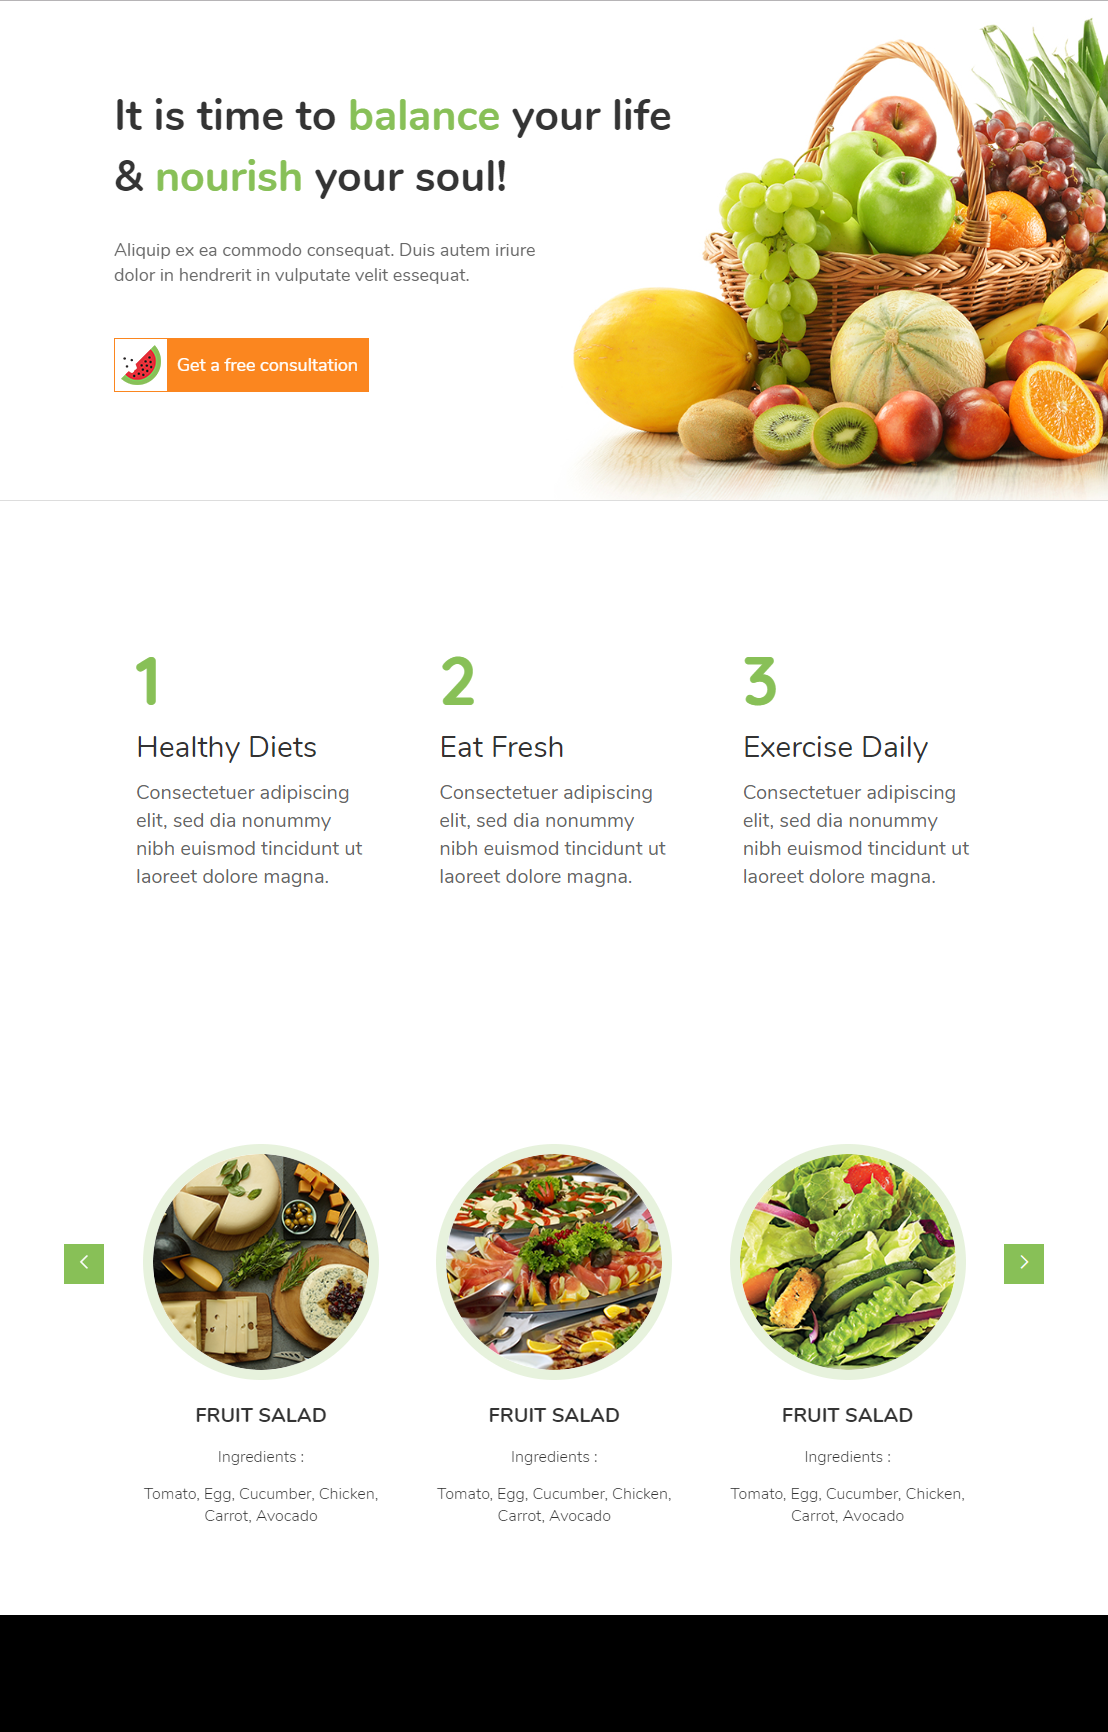 It is time to balance your life
& nourish your soul!
Aliquip ex ea commodo consequat. Duis autem iriure
dolor in hendrerit in vulputate velit essequat.
Get a free consultation
1
Healthy Diets
Consectetuer adipiscing
elit, sed dia nonummy
nibh euismod tincidunt ut
laoreet dolore magna.
2
Eat Fresh
Consectetuer adipiscing
elit, sed dia nonummy
nibh euismod tincidunt ut
laoreet dolore magna.
3
Exercise Daily
Consectetuer adipiscing
elit, sed dia nonummy
nibh euismod tincidunt ut
laoreet dolore magna.
FRUIT SALAD
Ingredients :
Tomato, Egg, Cucumber, Chicken,
Carrot, Avocado
FRUIT SALAD
Ingredients :
Tomato, Egg, Cucumber, Chicken,
Carrot, Avocado
FRUIT SALAD
Ingredients :
Tomato, Egg, Cucumber, Chicken,
Carrot, Avocado